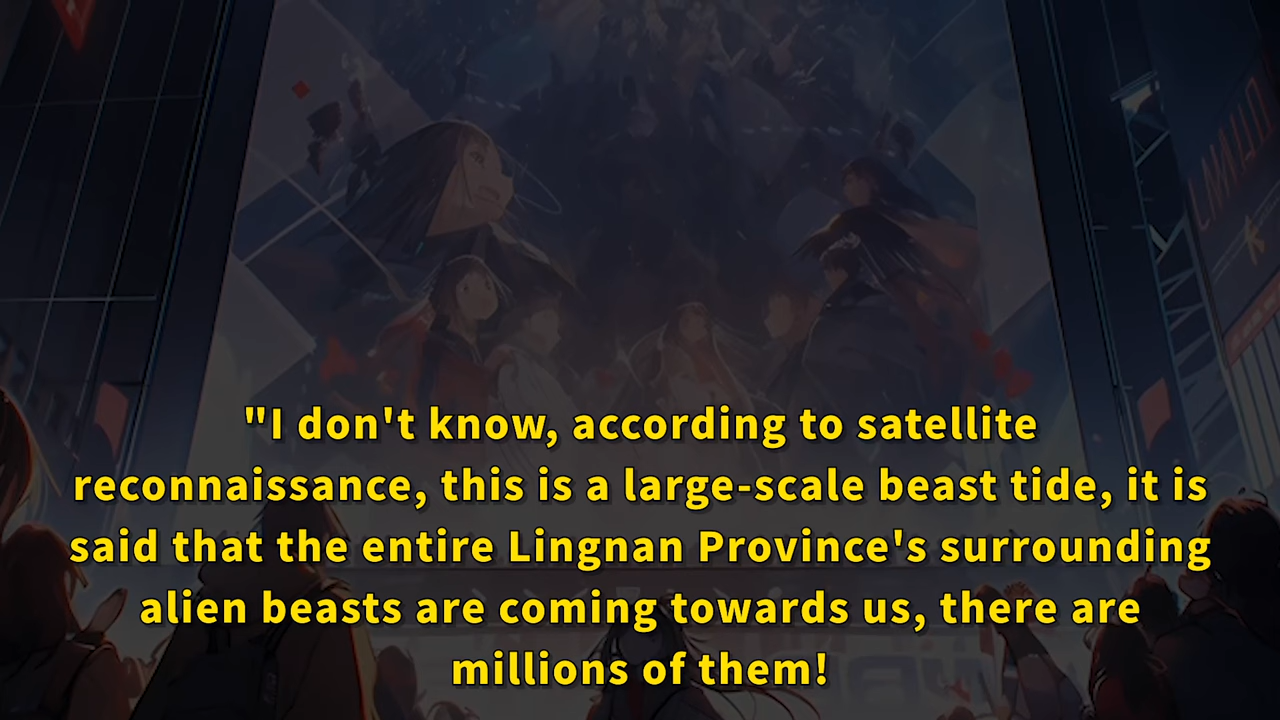 "I don't know, according to satellite
reconnaissance, this is a large-scale beast tide, it is
said that the entire Lingnan Province's surrounding
alien beasts are coming towards us, there are
millions of them!